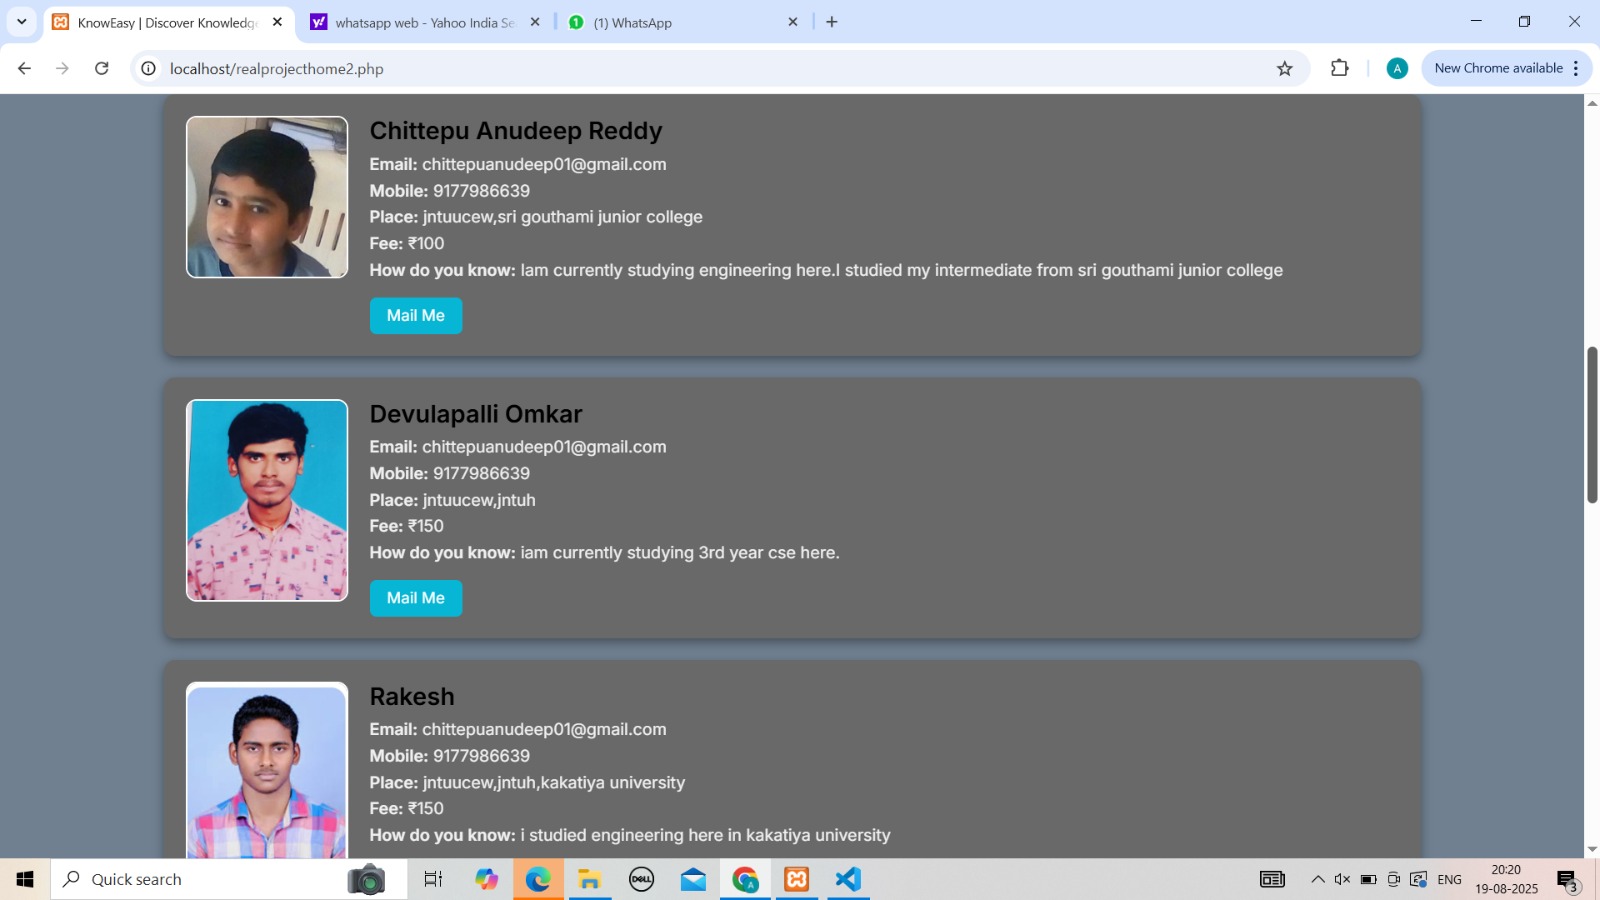 KnowEasy | Discover Knowledge
whatsapp web - Yahoo India Se
(1) WhatsApp
localhost/realprojecthome2.php
A
New Chrome available
Chittepu Anudeep Reddy
Email: chittepuanudeep01@gmail.com
Mobile: 9177986639
Place: jntuucew,sri gouthami junior college
Fee: ₹100
How do you know: Iam currently studying engineering here.I studied my intermediate from sri gouthami junior college
Mail Me
Devulapalli Omkar
Email: chittepuanudeep01@gmail.com
Mobile: 9177986639
Place: jntuucew,jntuh
Fee: ₹150
How do you know: iam currently studying 3rd year cse here.
Mail Me
Rakesh
Email: chittepuanudeep01@gmail.com
Mobile: 9177986639
Place: jntuucew,jntuh,kakatiya university
Fee: ₹150
How do you know: i studied engineering here in kakatiya university
Quick search
DELL
ENG
20:20
19-08-2025
3